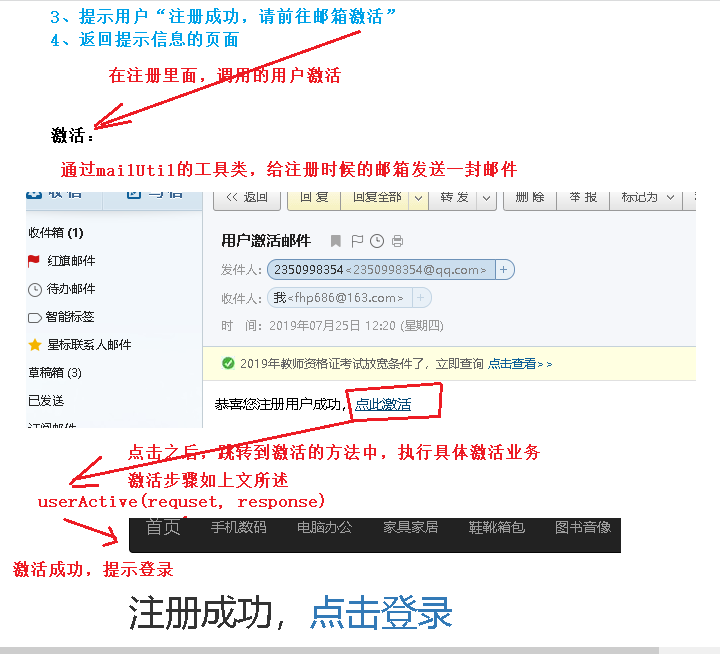 3、提示用户“注册成功，请前往邮箱激活”
4、返回提示信息的页面
在注册里面，调用的用户激活
激活：
通过mailUtil的工具类，给注册时候的邮箱发送一封邮件
收信 写信 << 返回 回 复 回复全部 转 发 删 除 举 报 标记为
收件箱 (1)
用户激活邮件
红旗邮件
发件人： 2350998354<2350998354@qq.com> +
待办邮件
收件人： 我<fhp686@163.com> +
智能标签
时 间： 2019年07月25日 12:20 (星期四)
星标联系人邮件
2019年教师资格证考试放宽条件了，立即查询 点击查看> >
草稿箱 (3)
已发送
恭喜您注册用户成功，点此激活
订阅邮件
点击之后，跳转到激活的方法中，执行具体激活业务
激活步骤如上文所述
userActive(requset, response)
首页 手机数码 电脑办公 家具家居 鞋靴箱包 图书音像
激活成功，提示登录
注册成功，点击登录